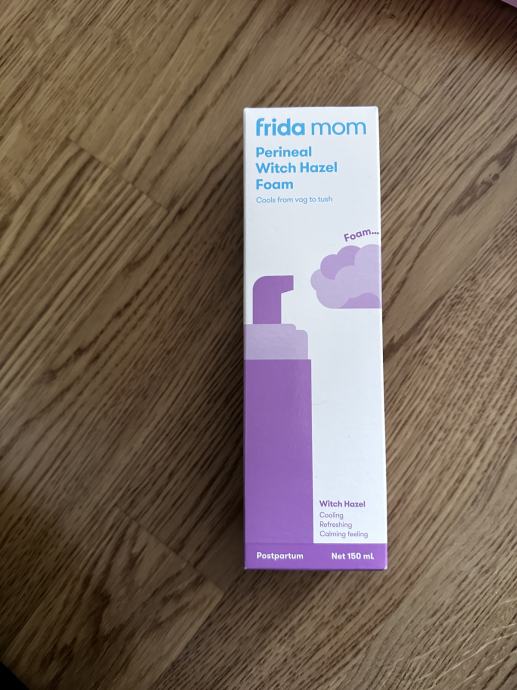 frida mom
Perineal
Witch Hazel
Foam
Cools from vag to tush
Foam...
Witch Hazel
Cooling
Refreshing
Calming feeling
Postpartum Net 150 mL